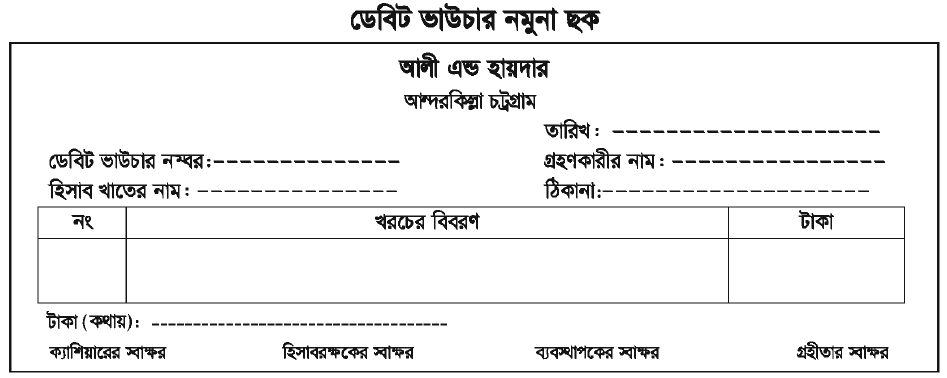 ডেবিট ভাউচার নমুনা ছক
আলী এন্ড হায়দার
আন্দরকিল্লা চট্রগ্রাম
তারিখ : --------------------
ডেবিট ভাউচার নম্বর:-------------- গ্রহণকারীর নাম : ----------------
হিসাব খাতের নাম : --------------- ঠিকানা:--------------------
নং খরচের বিবরণ টাকা
টাকা (কথায়) : ----------------------------
ক্যাশিয়ারের স্বাক্ষর হিসাবরক্ষকের স্বাক্ষর ব্যবস্থাপকের স্বাক্ষর গ্রহীতার স্বাক্ষর